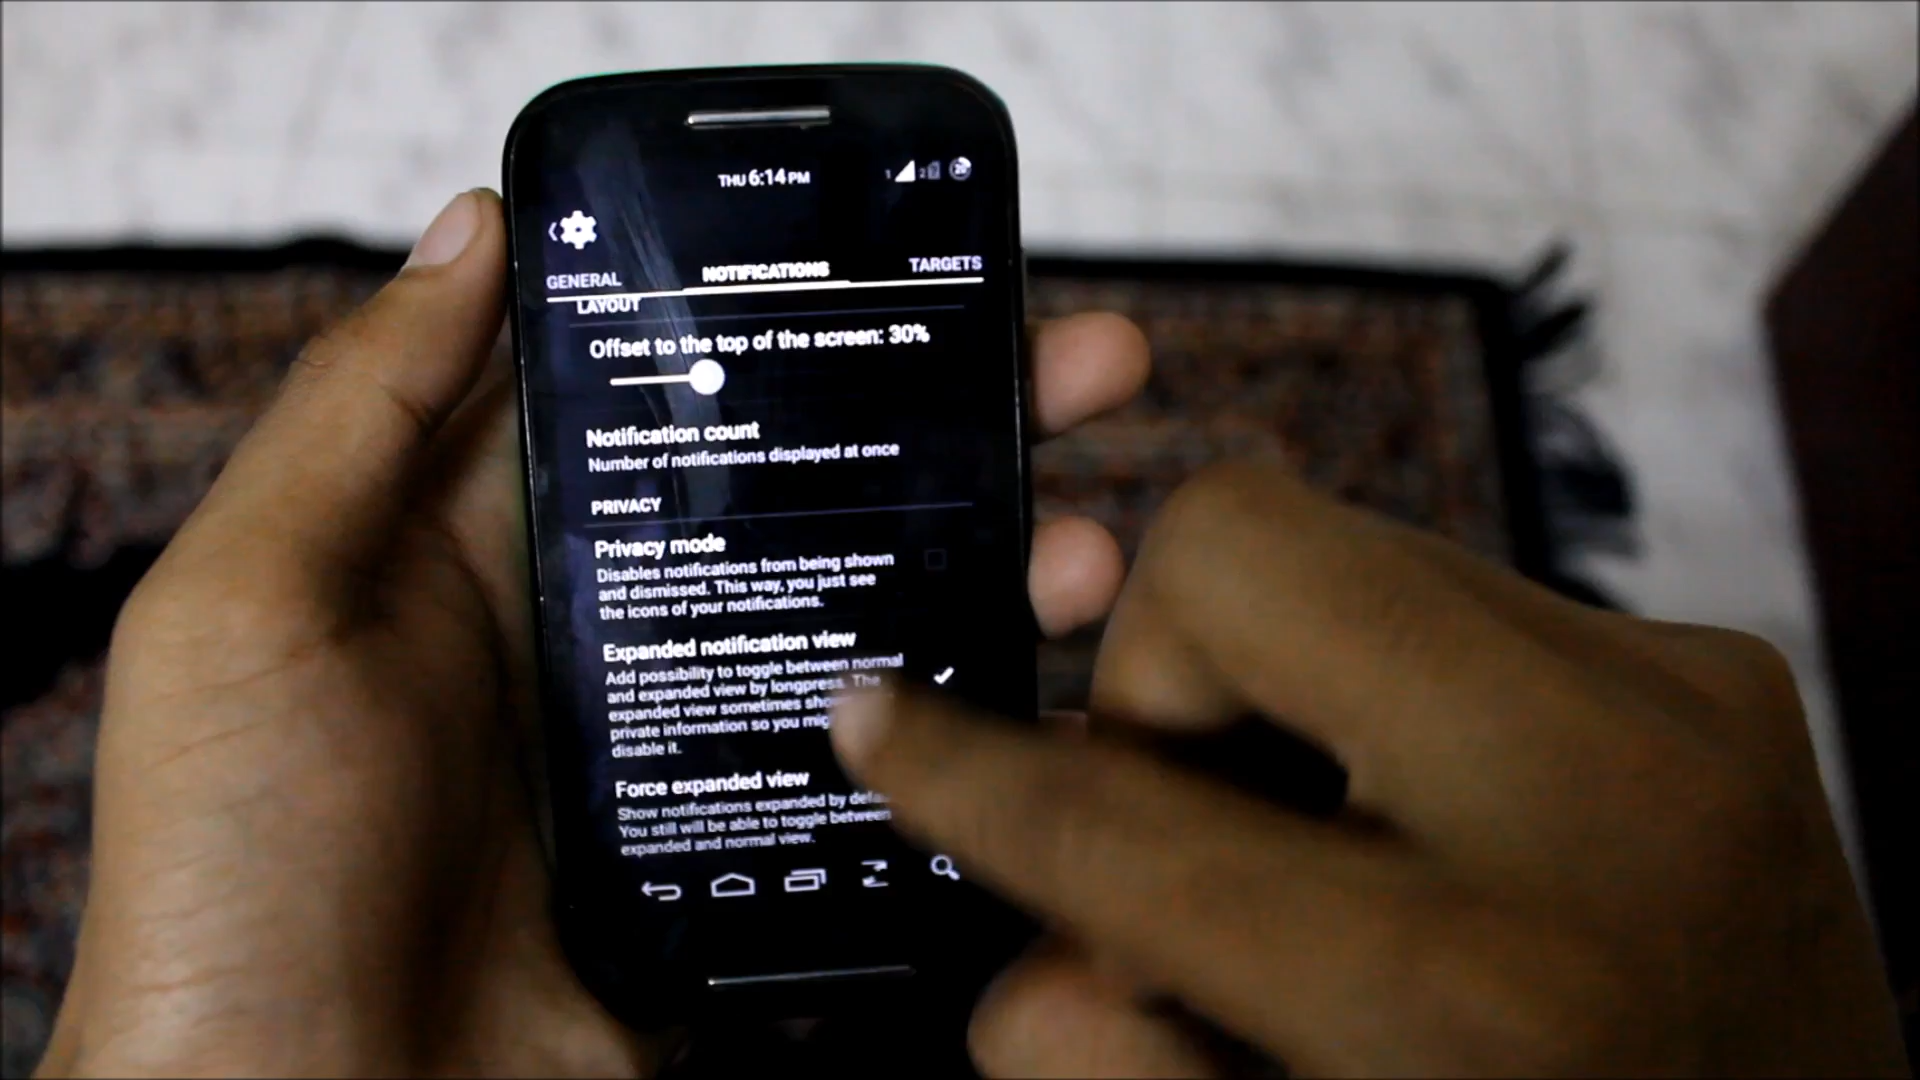 THU 6:14 PM
1 2 20
GENERAL NOTIFICATIONS TARGETS
LAYOUT
Offset to the top of the screen: 30%
Notification count
Number of notifications displayed at once
PRIVACY
Privacy mode
Disables notifications from being shown
and dismissed. This way, you just see
the icons of your notifications.
Expanded notification view
Add possibility to toggle between normal
and expanded view by longpress. The
expanded view sometimes
private information so you
disable it.
Force expanded view
Show notifications expanded by
You still will be able to toggle between
expanded and normal view.